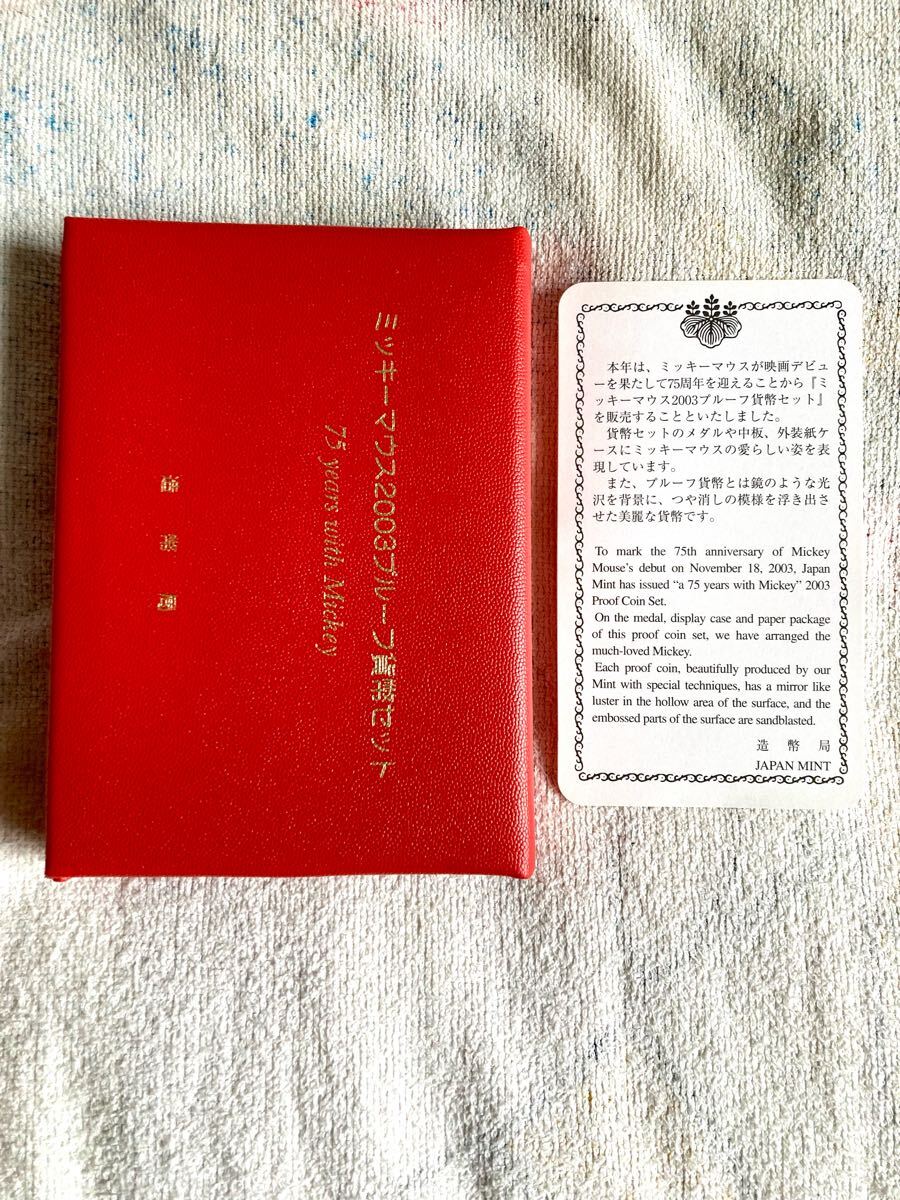 ミッキーマウス2003プルーフ貨幣セット
75 years with Mickey
造幣局
本年は、ミッキーマウスが映画デビュ
ーを果たして75周年を迎えることから『ミ
ッキーマウス2003プルーフ貨幣セット』
を販売することといたしました。
貨幣セットのメダルや中板、外装紙ケ
ースにミッキーマウスの愛らしい姿を表
現しています。
また、プルーフ貨幣とは鏡のような光
沢を背景に、つや消しの模様を浮き出さ
せた美麗な貨幣です。
To mark the 75th anniversary of Mickey
Mouse's debut on November 18, 2003, Japan
Mint has issued “a 75 years with Mickey” 2003
Proof Coin Set.
On the medal, display case and paper package
of this proof coin set, we have arranged the
much-loved Mickey.
Each proof coin, beautifully produced by our
Mint with special techniques, has a mirror like
luster in the hollow area of the surface, and the
embossed parts of the surface are sandblasted.
造幣局
JAPAN MINT